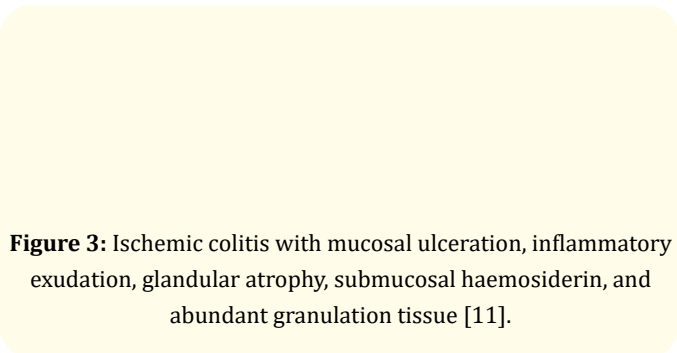 Figure 3: Ischemic colitis with mucosal ulceration, inflammatory
exudation, glandular atrophy, submucosal haemosiderin, and
abundant granulation tissue [11].